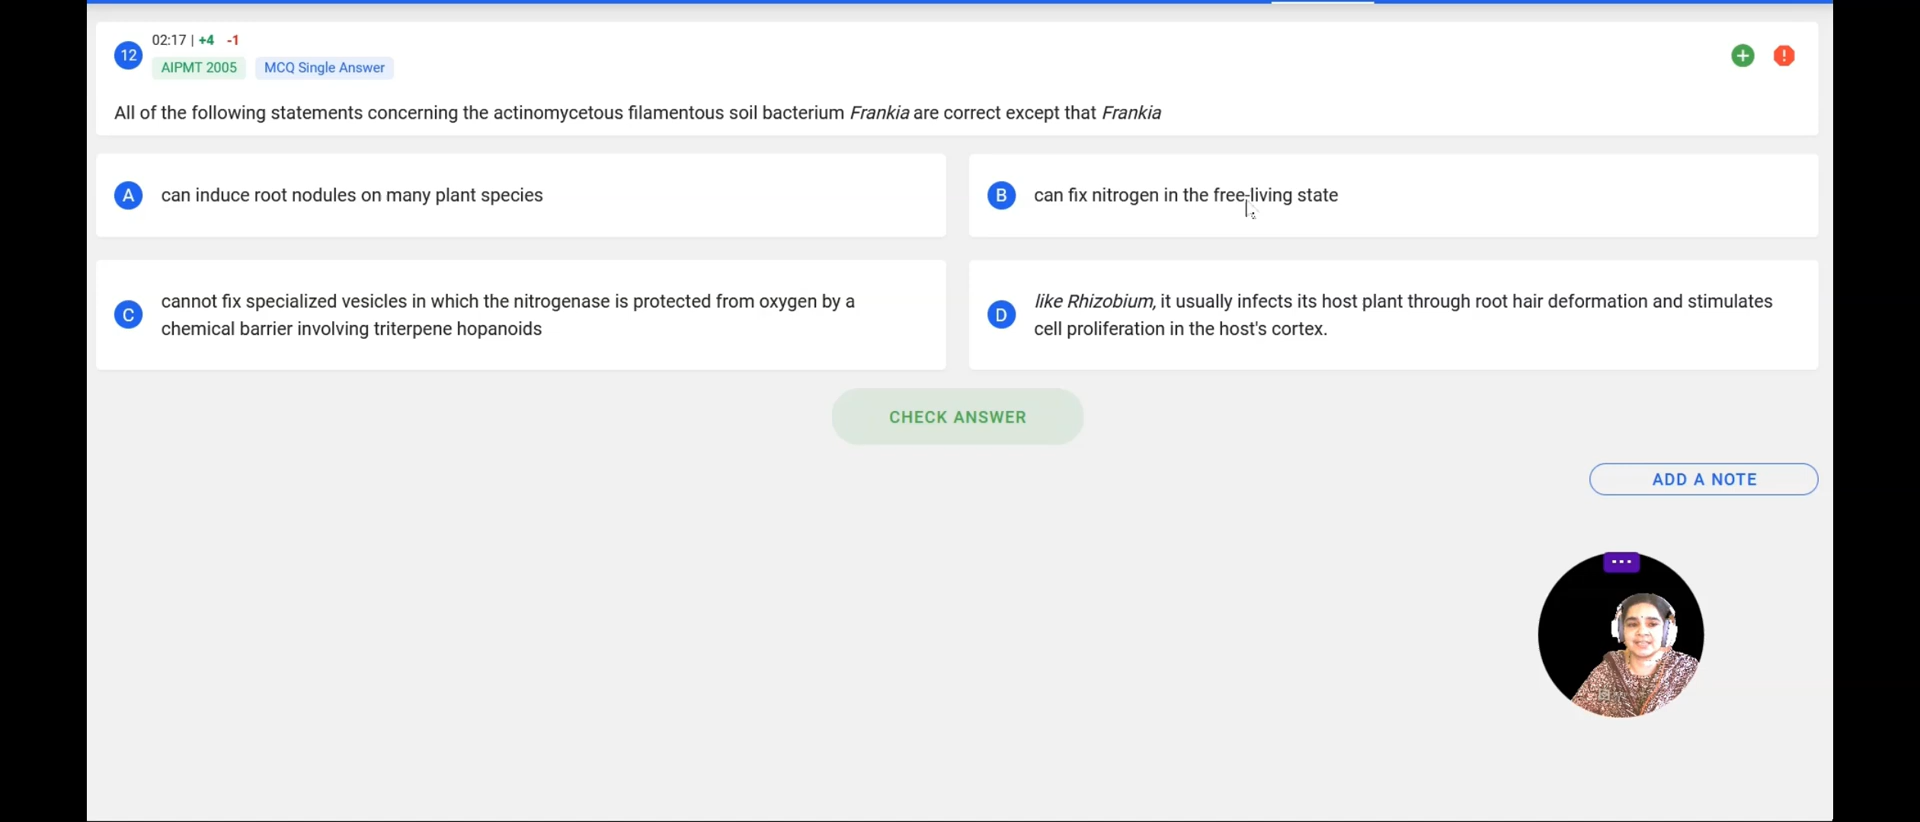 12
02:17 | +4 -1
AIPMT 2005 MCQ Single Answer
All of the following statements concerning the actinomycetous filamentous soil bacterium Frankia are correct except that Frankia
A can induce root nodules on many plant species
B can fix nitrogen in the free-living state
C cannot fix specialized vesicles in which the nitrogenase is protected from oxygen by a
chemical barrier involving triterpene hopanoids
D like Rhizobium, it usually infects its host plant through root hair deformation and stimulates
cell proliferation in the host's cortex.
CHECK ANSWER
ADD A NOTE